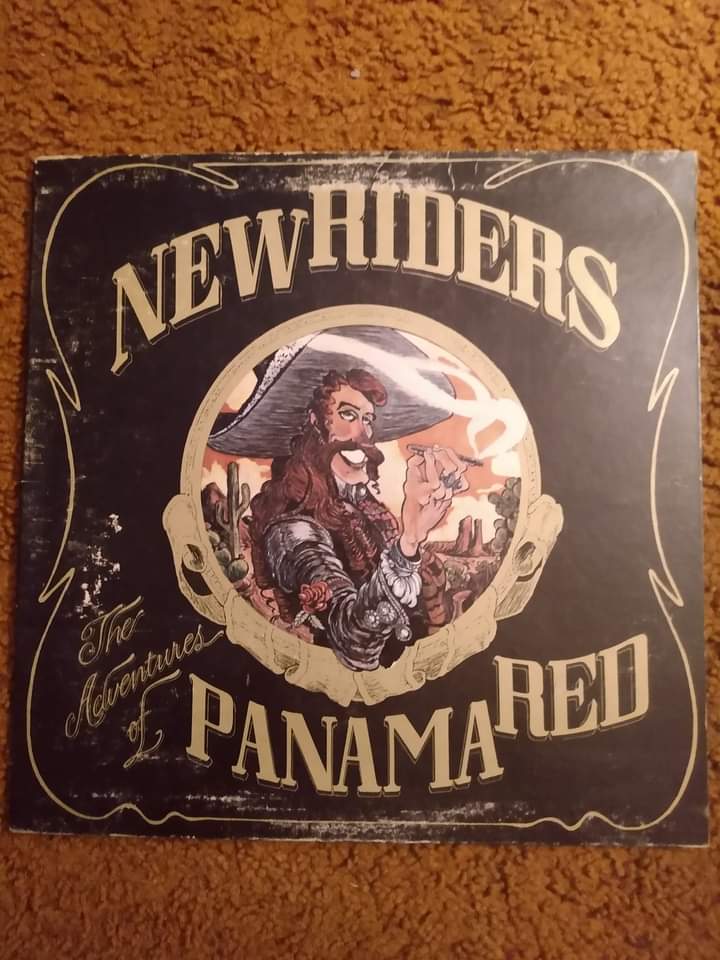 NEW RIDERS
The
Adventures
of
PANAMA RED